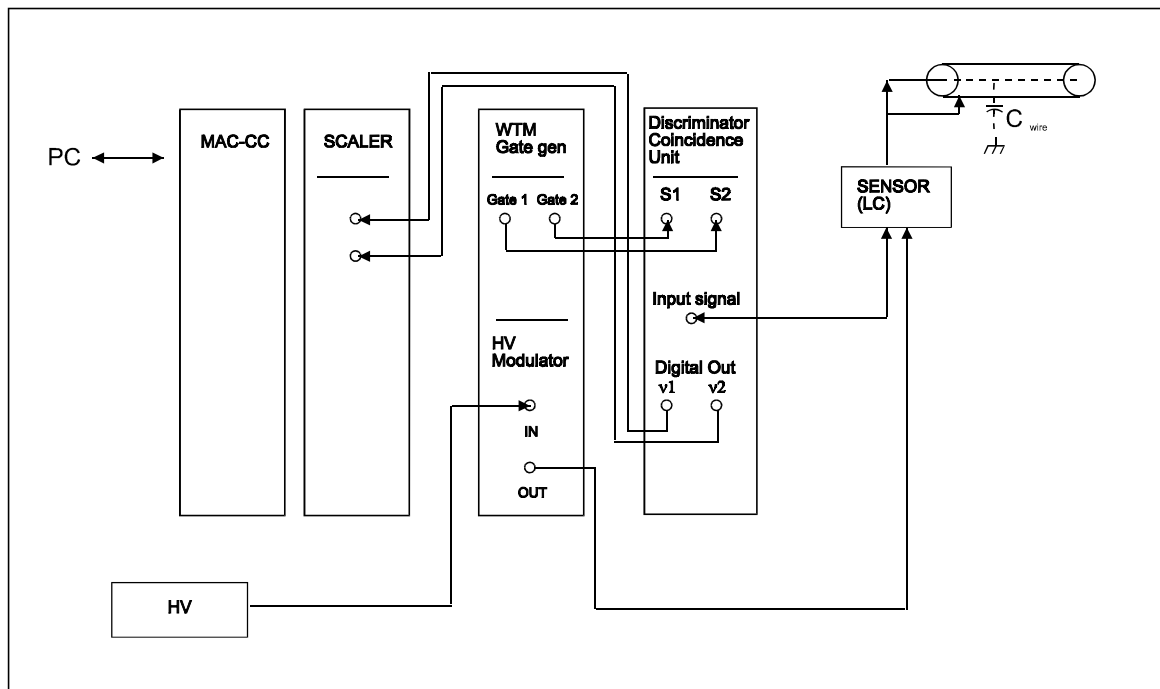 PC
MAC-CC
SCALER
WTM
Gate gen
Gate 1 Gate 2
HV
Modulator
IN
OUT
Discriminator
Coincidence
Unit
S1 S2
Input signal
Digital Out
ν1 ν2
SENSOR
(LC)
C wire
HV